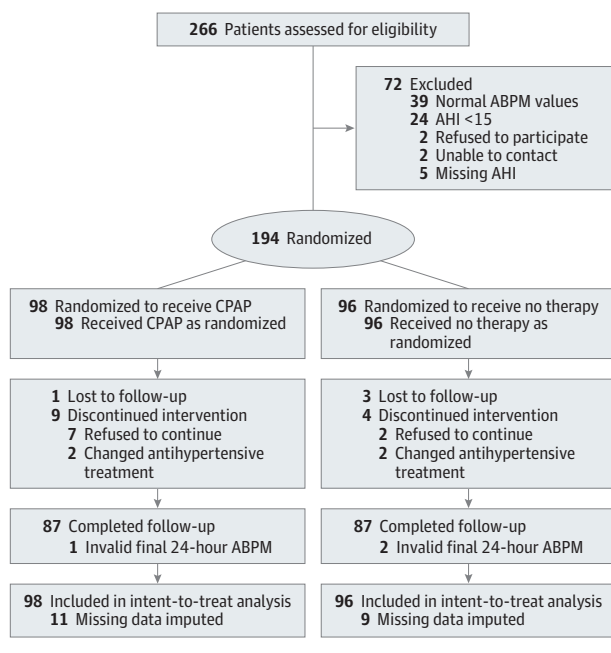 266 Patients assessed for eligibility
72 Excluded
39 Normal ABPM values
24 AHI <15
2 Refused to participate
2 Unable to contact
5 Missing AHI
194 Randomized
98 Randomized to receive CPAP
98 Received CPAP as randomized
96 Randomized to receive no therapy
96 Received no therapy as
randomized
1 Lost to follow-up
9 Discontinued intervention
7 Refused to continue
2 Changed antihypertensive
treatment
3 Lost to follow-up
4 Discontinued intervention
2 Refused to continue
2 Changed antihypertensive
treatment
87 Completed follow-up
1 Invalid final 24-hour ABPM
87 Completed follow-up
2 Invalid final 24-hour ABPM
98 Included in intent-to-treat analysis
11 Missing data imputed
96 Included in intent-to-treat analysis
9 Missing data imputed